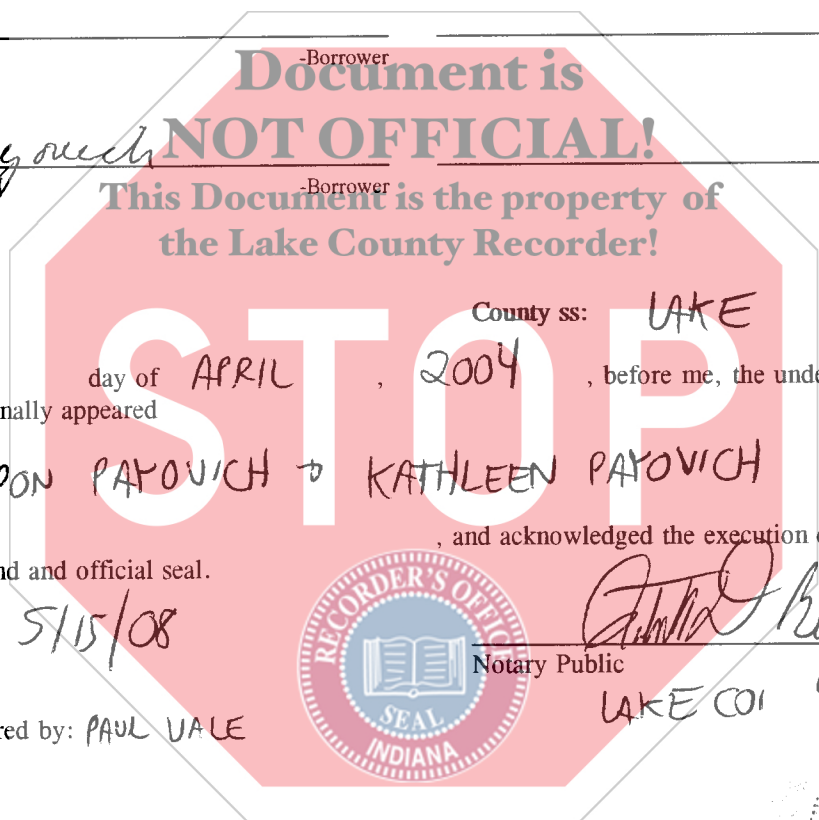 -Borrower
Document is
NOT OFFICIAL!
-Borrower
This Document is the property of
the Lake County Recorder!
STOP
County ss: LAKE
day of APRIL , 2004 , before me, the unde
nally appeared
ON PAYOVICH & KATHLEEN PAYOVICH
, and acknowledged the execution
nd and official seal.
5/15/08
RECORDER'S OFFICE
SEAL
INDIANA
Notary Public
LAKE CO
red by: PAUL VALE